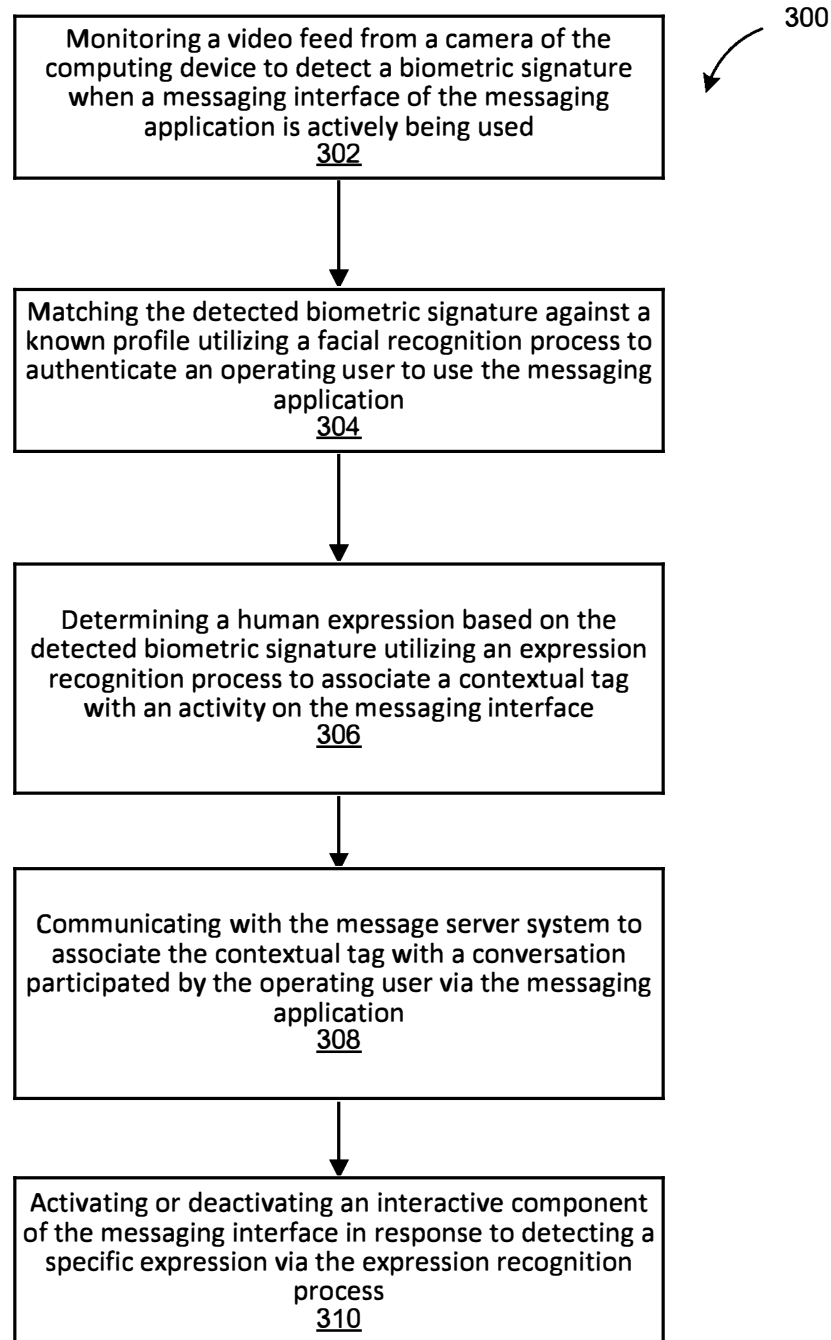 300
Monitoring a video feed from a camera of the
computing device to detect a biometric signature
when a messaging interface of the messaging
application is actively being used
302
Matching the detected biometric signature against a
known profile utilizing a facial recognition process to
authenticate an operating user to use the messaging
application
304
Determining a human expression based on the
detected biometric signature utilizing an expression
recognition process to associate a contextual tag
with an activity on the messaging interface
306
Communicating with the message server system to
associate the contextual tag with a conversation
participated by the operating user via the messaging
application
308
Activating or deactivating an interactive component
of the messaging interface in response to detecting a
specific expression via the expression recognition
process
310